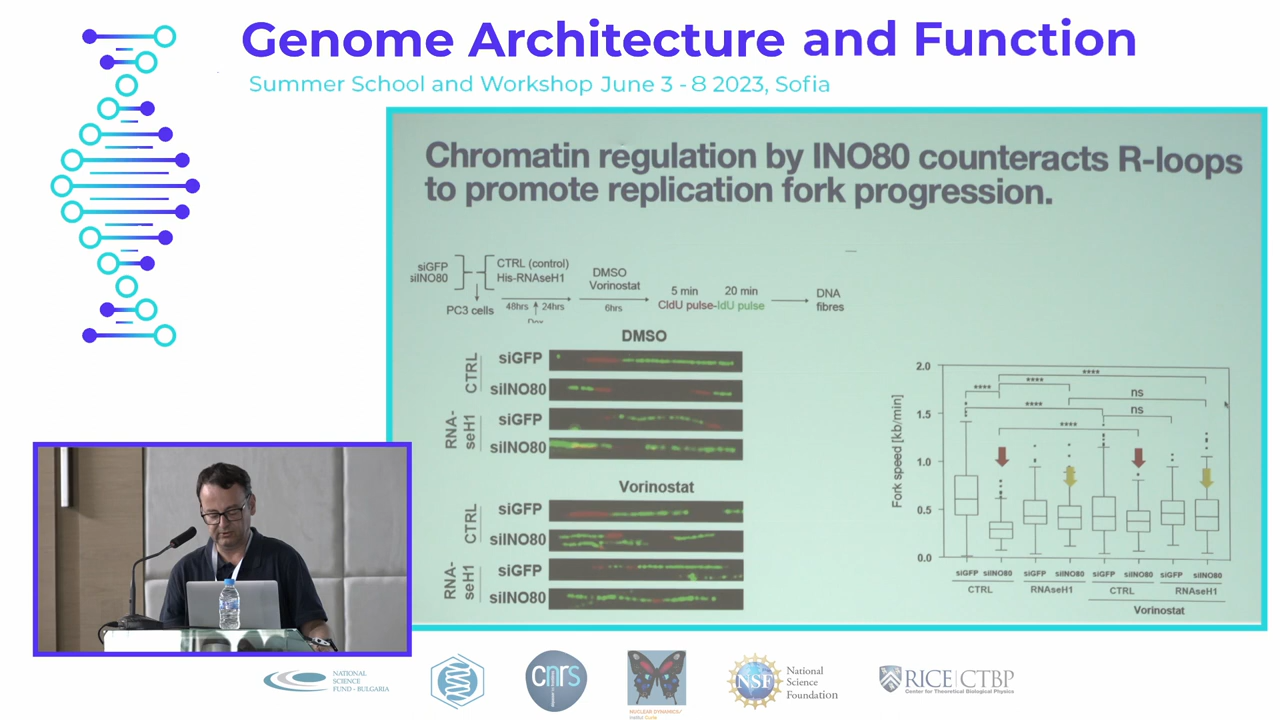 Genome Architecture and Function
Summer School and Workshop June 3 - 8 2023, Sofia
Chromatin regulation by INO80 counteracts R-loops
to promote replication fork progression.
siGFP
siINO80
CTRL (control)
His-RNAseH1
PC3 cells
48hrs
24hrs
Dox
DMSO
Vorinostat
6hrs
5 min
20 min
CldU pulse-IdU pulse
DNA
fibres
DMSO
CTRL
siGFP
siINO80
RNA-
seH1
siGFP
siINO80
Vorinostat
CTRL
siGFP
siINO80
RNA-
seH1
siGFP
siINO80
Fork speed [kb/min]
2.0
1.5
1.0
0.5
0.0
****
****
****
ns
****
ns
****
siGFP siINO80 siGFP siINO80 siGFP siINO80 siGFP siINO80
CTRL RNAseH1 CTRL RNAseH1
Vorinostat
NATIONAL
SCIENCE
FUND - BULGARIA
cnrs
NUCLEAR DYNAMICS/
Institut Curie
NSF
National
Science
Foundation
RICE | CTBP
Center for Theoretical Biological Physics